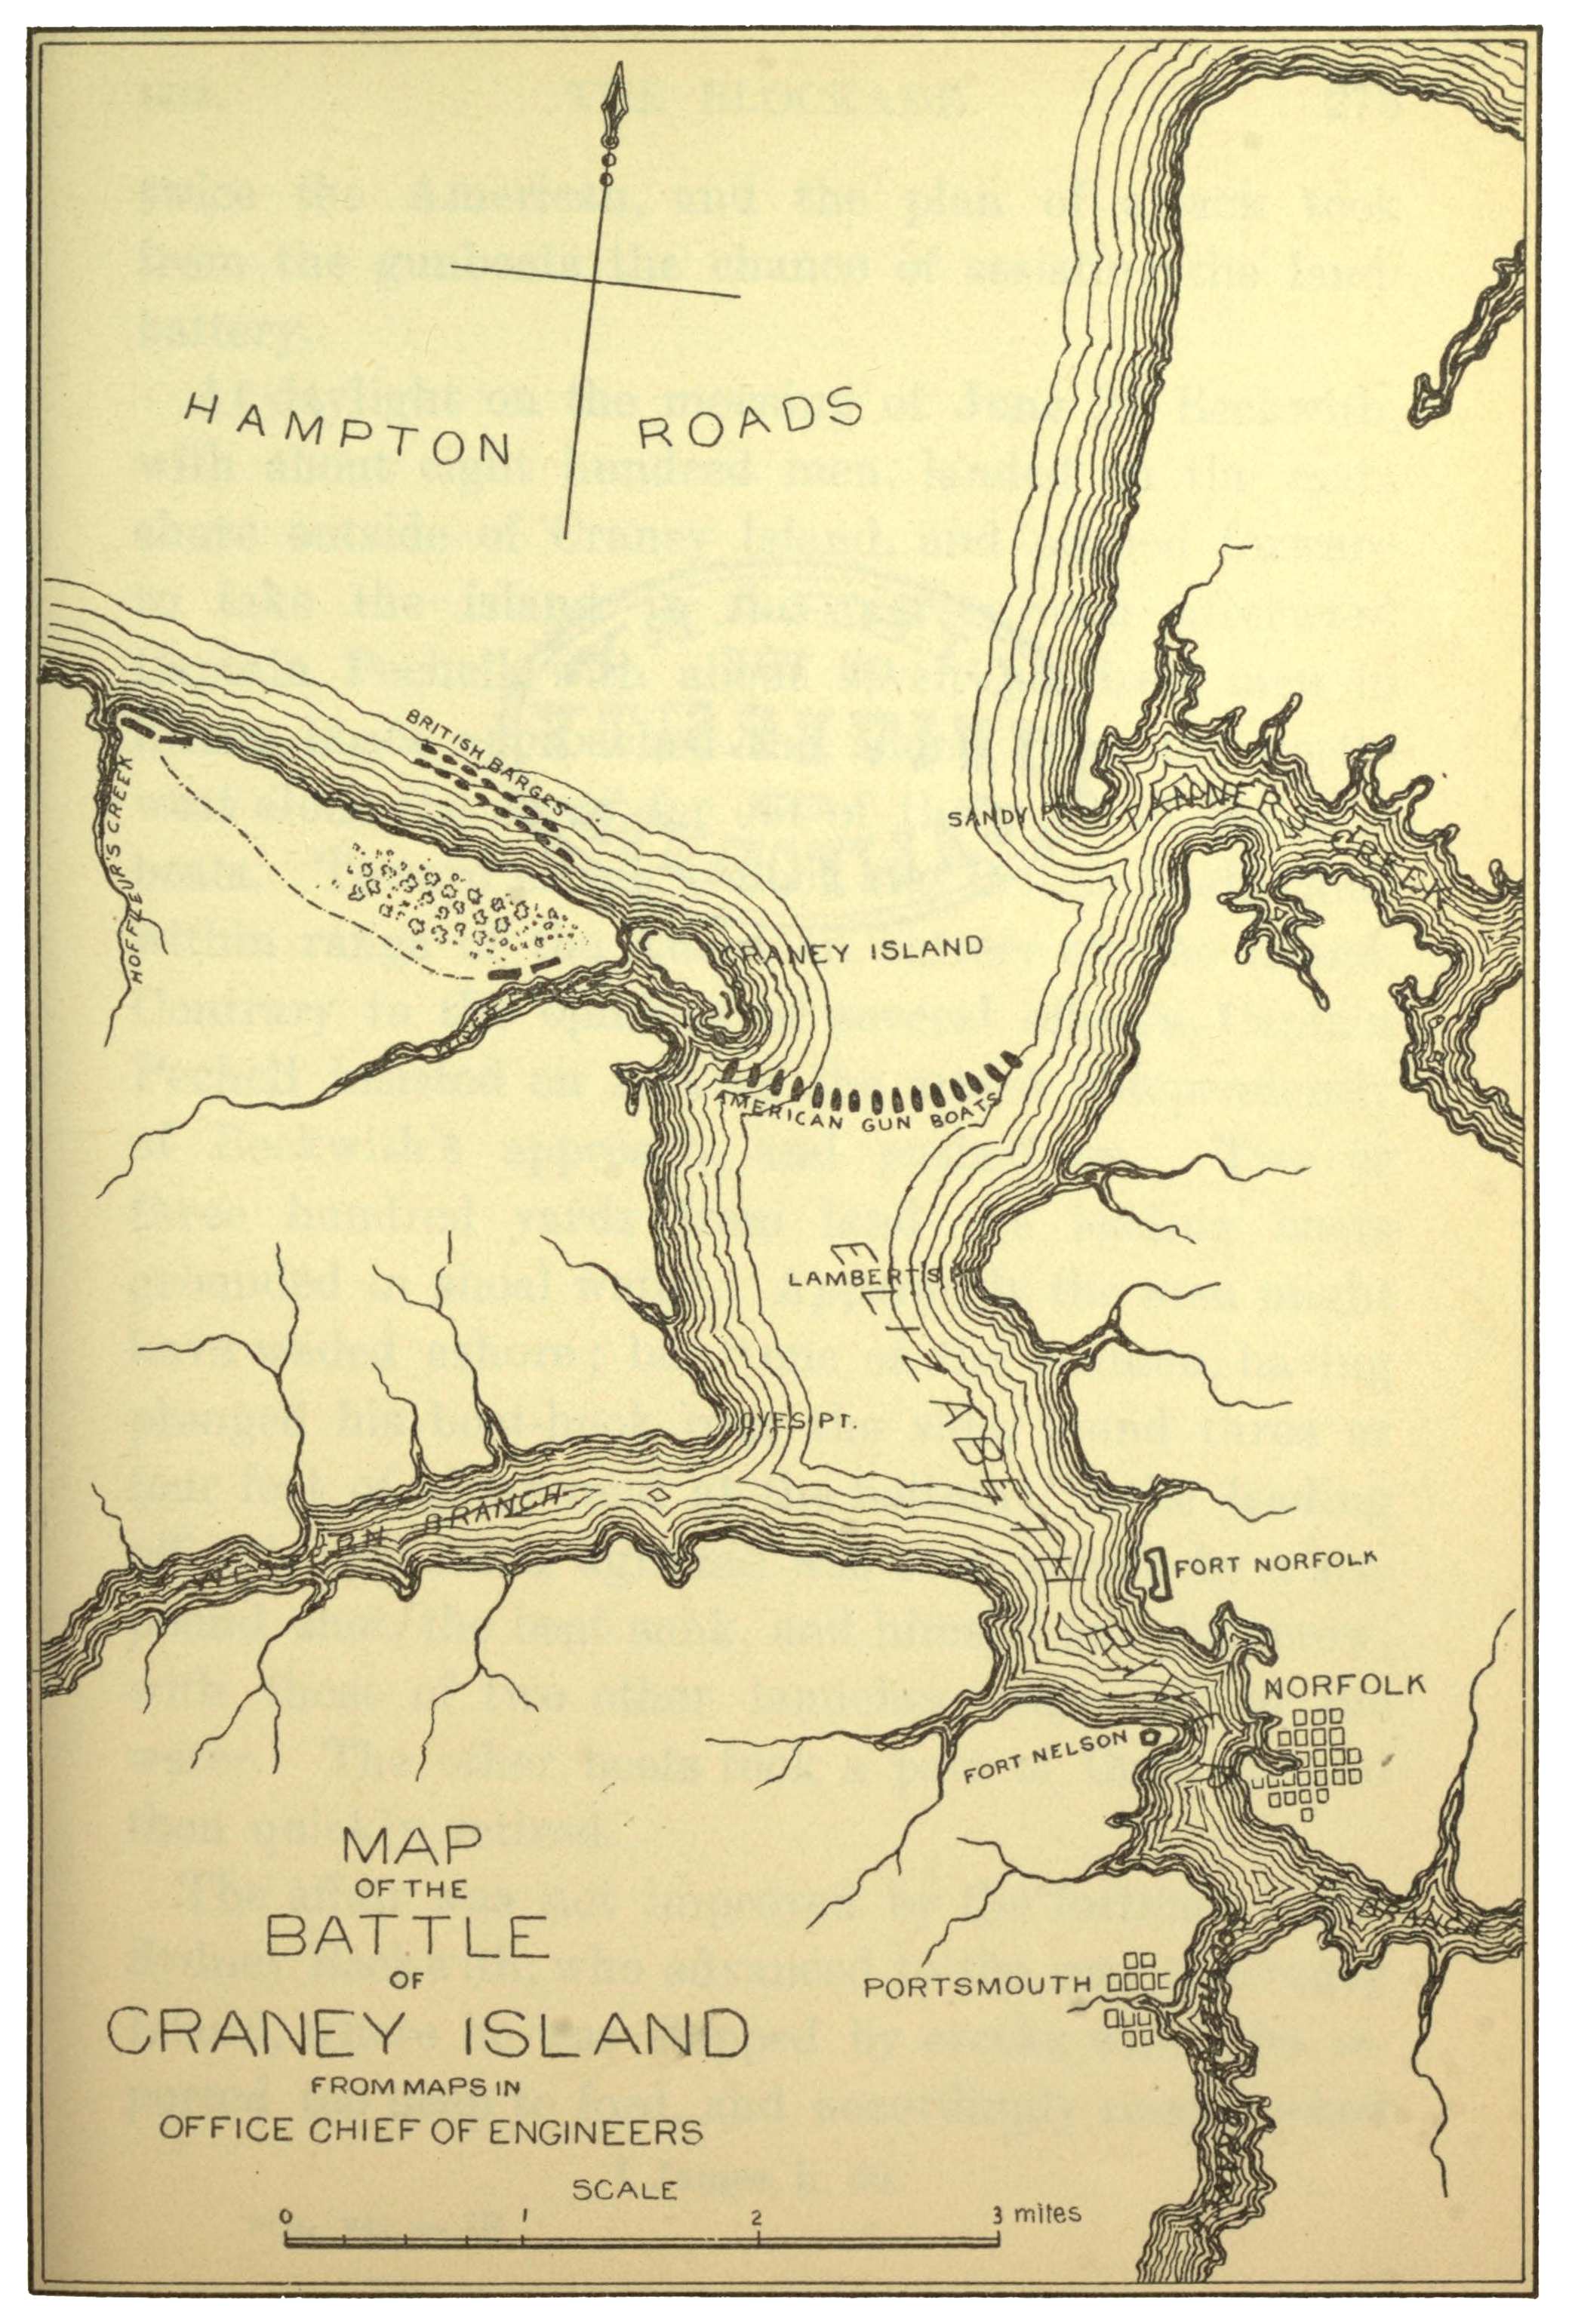 HAMPTON ROADS
BRITISH BARGES
HOFFLEUR'S CREEK
SANDY PT.
TANNER'S CREEK
CRANEY ISLAND
AMERICAN GUN BOATS
LAMBERT'S PT.
ELIZABETH RIVER
WESTERN BRANCH
FORT NORFOLK
NORFOLK
FORT NELSON
BRANCH
PORTSMOUTH
MAP
OF THE
BATTLE
OF
CRANEY ISLAND
FROM MAPS IN
OFFICE CHIEF OF ENGINEERS
SCALE
0 1 2 3 miles